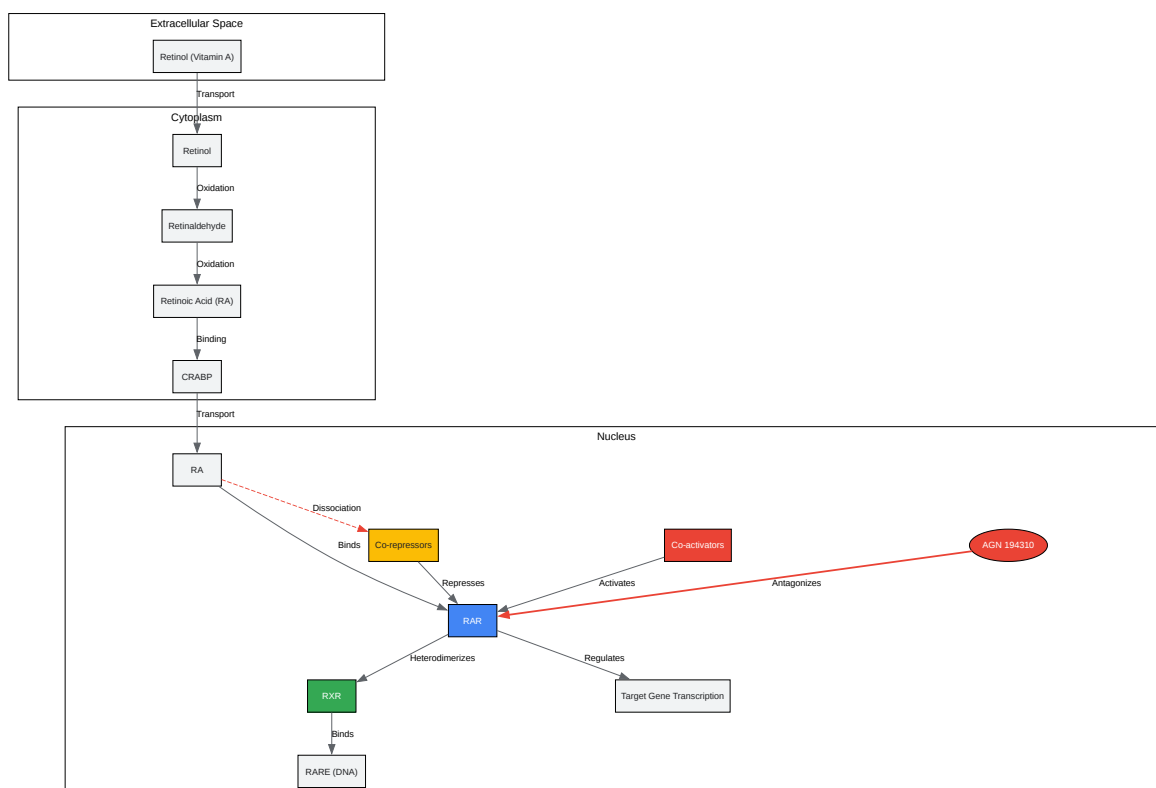 Extracellular Space
Retinol (Vitamin A)
Transport
Cytoplasm
Retinol
Oxidation
Retinaldehyde
Oxidation
Retinoic Acid (RA)
Binding
CRABP
Transport
Nucleus
RA
Dissociation
Co-repressors
Co-activators
AGN 194310
Binds
Represses
Activates
Antagonizes
RAR
Heterodimerizes
Regulates
RXR
Target Gene Transcription
Binds
RARE (DNA)